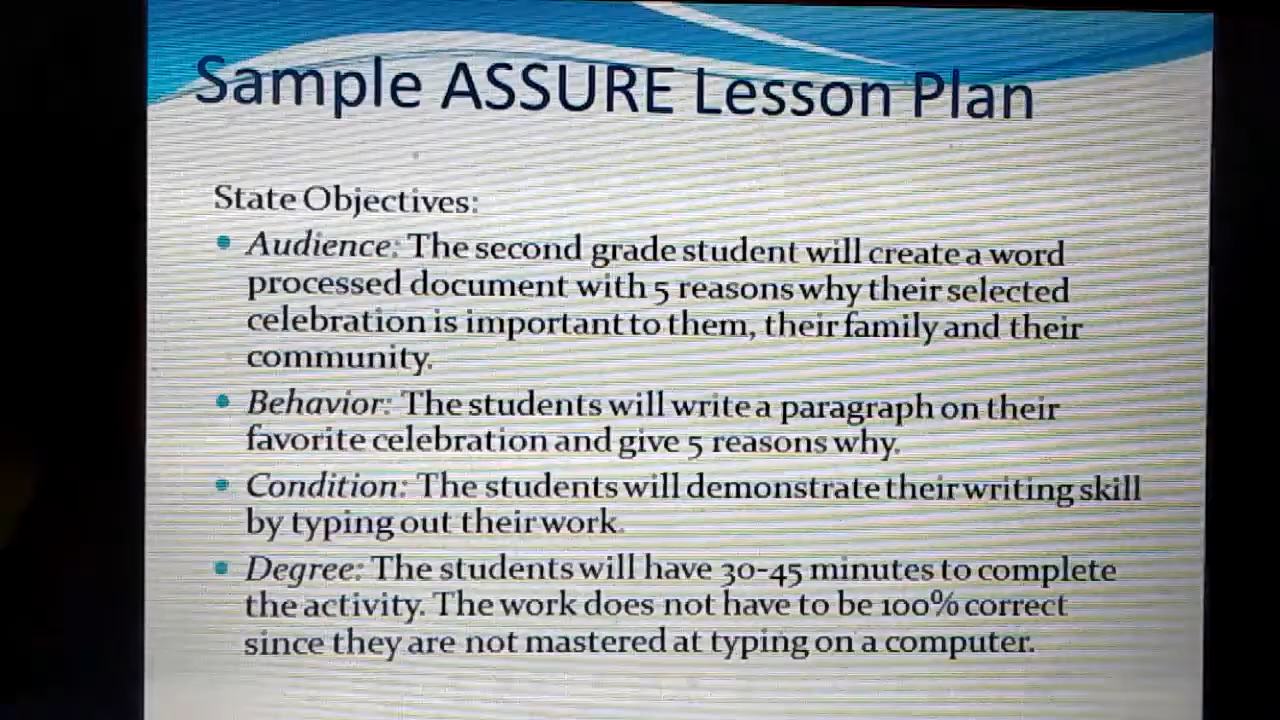 Sample ASSURE Lesson Plan
State Objectives:
• Audience: The second grade student will create a word
processed document with 5 reasons why their selected
celebration is important to them, their family and their
community.
• Behavior: The students will write a paragraph on their
favorite celebration and give 5 reasons why.
• Condition: The students will demonstrate their writing skill
by typing out their work.
• Degree: The students will have 30-45 minutes to complete
the activity. The work does not have to be 100% correct
since they are not mastered at typing on a computer.